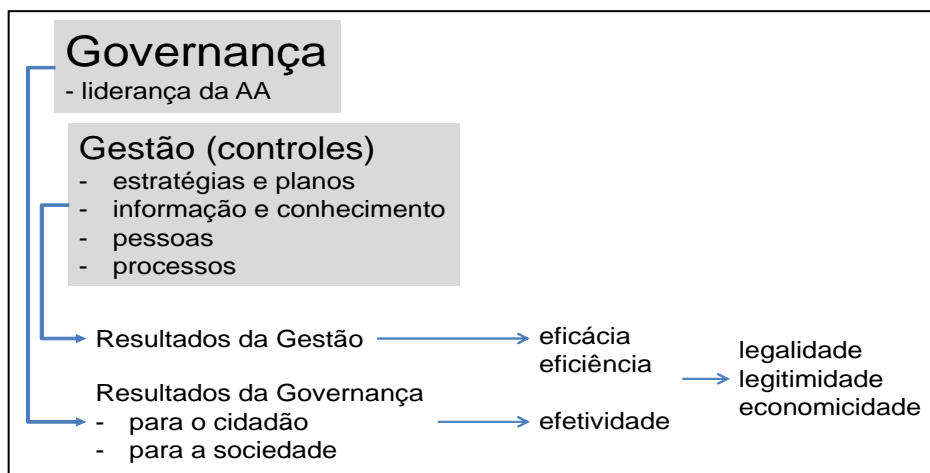 Governança
- liderança da AA
Gestão (controles)
- estratégias e planos
- informação e conhecimento
- pessoas
- processos
Resultados da Gestão
eficácia
eficiência
legalidade
legitimidade
economicidade
Resultados da Governança
- para o cidadão
- para a sociedade
efetividade